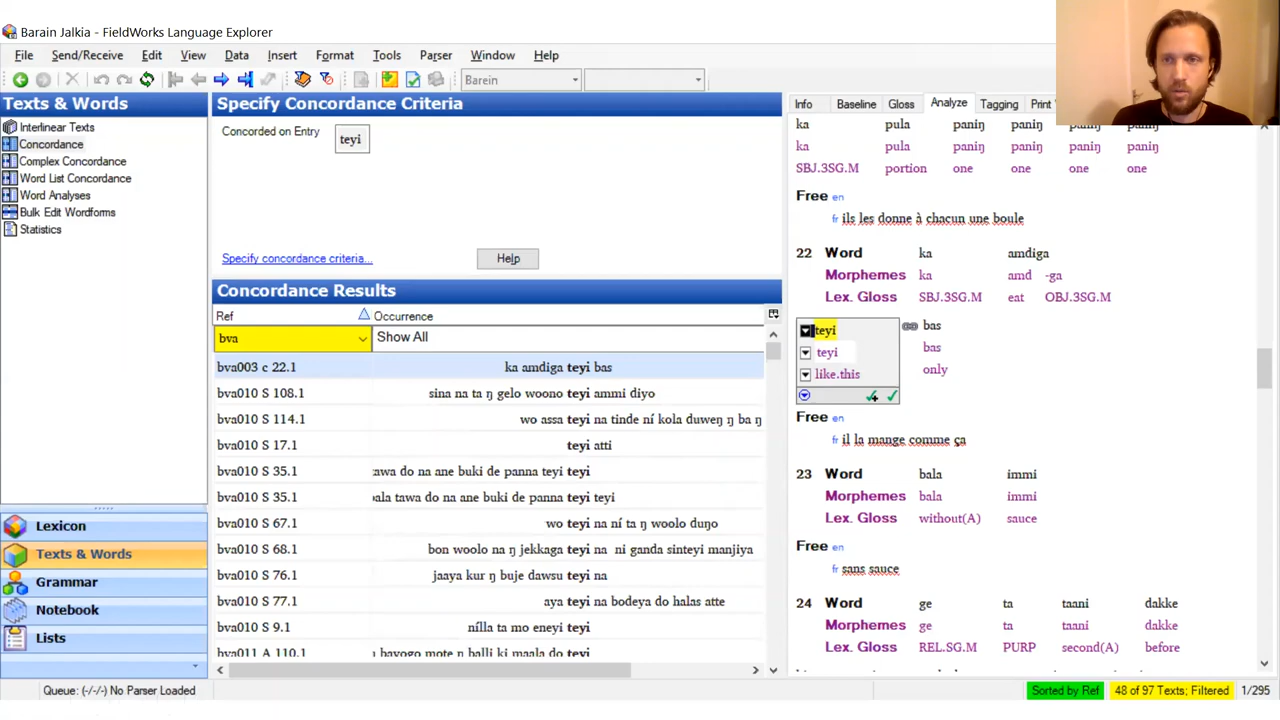 Barain Jalkia - FieldWorks Language Explorer
File Send/Receive Edit View Data Insert Format Tools Parser Window Help
Barein
Texts & Words
Interlinear Texts
Concordance
Complex Concordance
Word List Concordance
Word Analyses
Bulk Edit Wordforms
Statistics
Lexicon
Texts & Words
Grammar
Notebook
Lists
Specify Concordance Criteria
Concorded on Entry teyi
Specify concordance criteria... Help
Concordance Results
Ref Occurrence
bva Show All
bva003 c 22.1 ka amdiga teyi bas
bva010 S 108.1 sina na ta ŋ gelo woono teyi ammi diyo
bva010 S 114.1 wo assa teyi na tinde ní kola duweŋ ŋ ba ŋ
bva010 S 17.1 teyi atti
bva010 S 35.1 tawa do na ane buki de panna teyi teyi
bva010 S 35.1 bala tawa do na ane buki de panna teyi teyi
bva010 S 67.1 wo teyi na ní ta ŋ woolo duŋo
bva010 S 68.1 bon woolo na ŋ jekkaga teyi na ni ganda sinteyi manjiya
bva010 S 76.1 jaaya kur ŋ buje dawsu teyi na
bva010 S 77.1 aya teyi na bodeya do halas atte
bva010 S 9.1 nílla ta mo eneyi teyi
bva011 A 110.1 bayogo mote ŋ balli ki maala do teyi
Info Baseline Gloss Analyze Tagging Print
ka pula paniŋ paniŋ paniŋ
ka pula paniŋ paniŋ paniŋ
SBJ.3SG.M portion one one one
Free en
fr ils les donne à chacun une boule
22 Word ka amdiga
Morphemes ka amd -ga
Lex. Gloss SBJ.3SG.M eat OBJ.3SG.M
teyi bas
teyi bas
like.this only
Free en
fr il la mange comme ça
23 Word bala immi
Morphemes bala immi
Lex. Gloss without(A) sauce
Free en
fr sans sauce
24 Word ge ta taani dakke
Morphemes ge ta taani dakke
Lex. Gloss REL.SG.M PURP second(A) before
Queue: (-/-/-) No Parser Loaded Sorted by Ref 48 of 97 Texts; Filtered 1/295